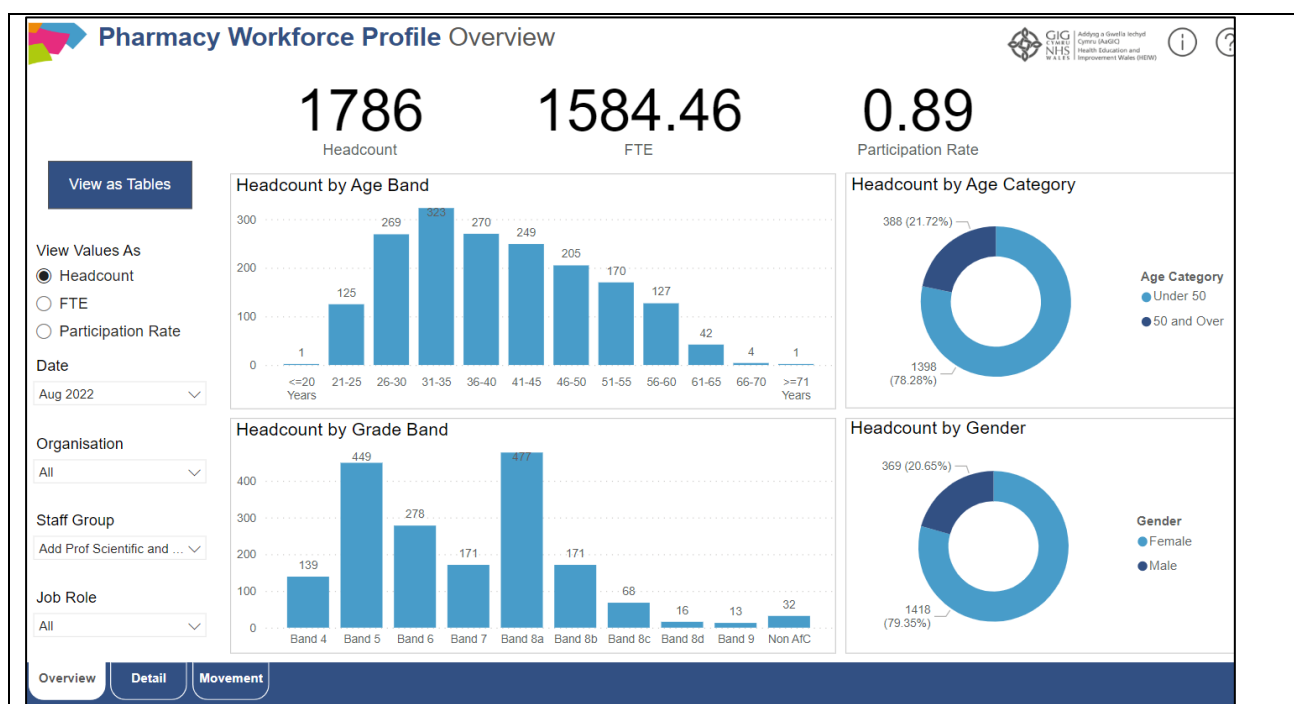 Pharmacy Workforce Profile Overview
GIG
CYMRU
NHS
WALES
Addysg a Gwella Iechyd
Cymru (AaGIC)
Health Education and
Improvement Wales (HEIW)
i
?
1786
Headcount
1584.46
FTE
0.89
Participation Rate
View as Tables
View Values As
Headcount
FTE
Participation Rate
Date
Aug 2022
Organisation
All
Staff Group
Add Prof Scientific and ...
Job Role
All
Headcount by Age Band
300
200
100
0
1
125
269
323
270
249
205
170
127
42
4
1
<=20 Years
21-25
26-30
31-35
36-40
41-45
46-50
51-55
56-60
61-65
66-70
>=71 Years
Headcount by Age Category
388 (21.72%)
1398
(78.28%)
Age Category
Under 50
50 and Over
Headcount by Grade Band
400
300
200
100
0
139
449
278
171
477
171
68
16
13
32
Band 4
Band 5
Band 6
Band 7
Band 8a
Band 8b
Band 8c
Band 8d
Band 9
Non AfC
Headcount by Gender
369 (20.65%)
1418
(79.35%)
Gender
Female
Male
Overview
Detail
Movement